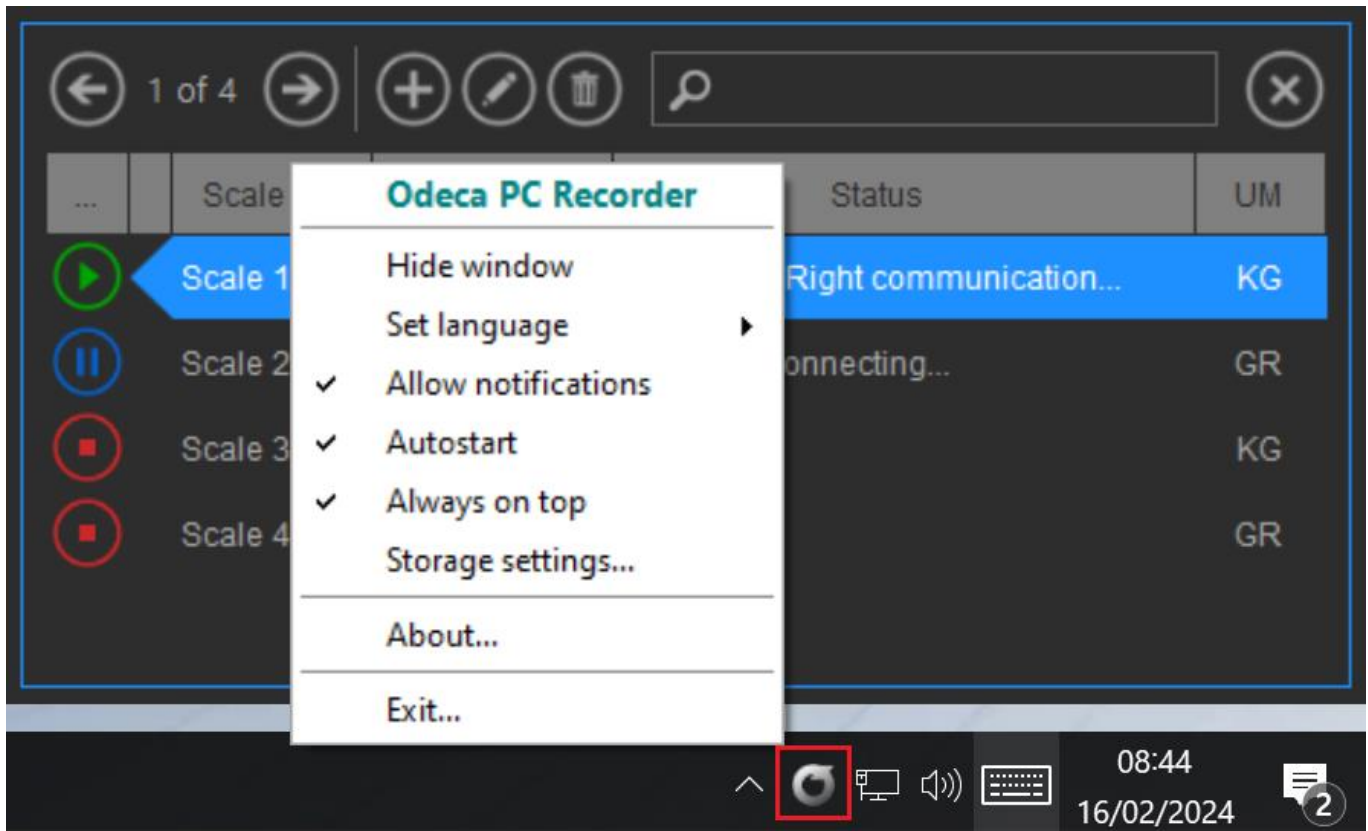 1 of 4
... Scale Status UM
Scale 1 Right communication... KG
Scale 2 onnecting... GR
Scale 3 KG
Scale 4 GR
Odeca PC Recorder
Hide window
Set language
Allow notifications
Autostart
Always on top
Storage settings...
About...
Exit...
08:44
16/02/2024
2